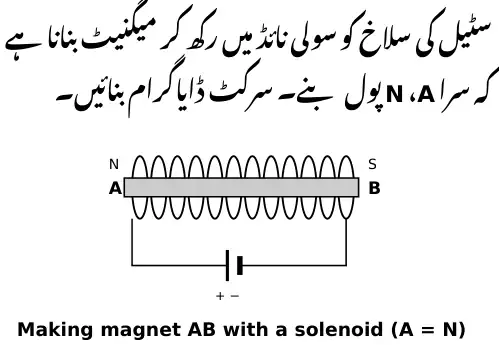 سٹیل کی سلاخ کو سولی نائڈ میں رکھ کر میگنیٹ بنانا ہے
کہ سرا A، N پول بنے۔ سرکٹ ڈایاگرام بنائیں۔
N S
A B
+ −
Making magnet AB with a solenoid (A = N)